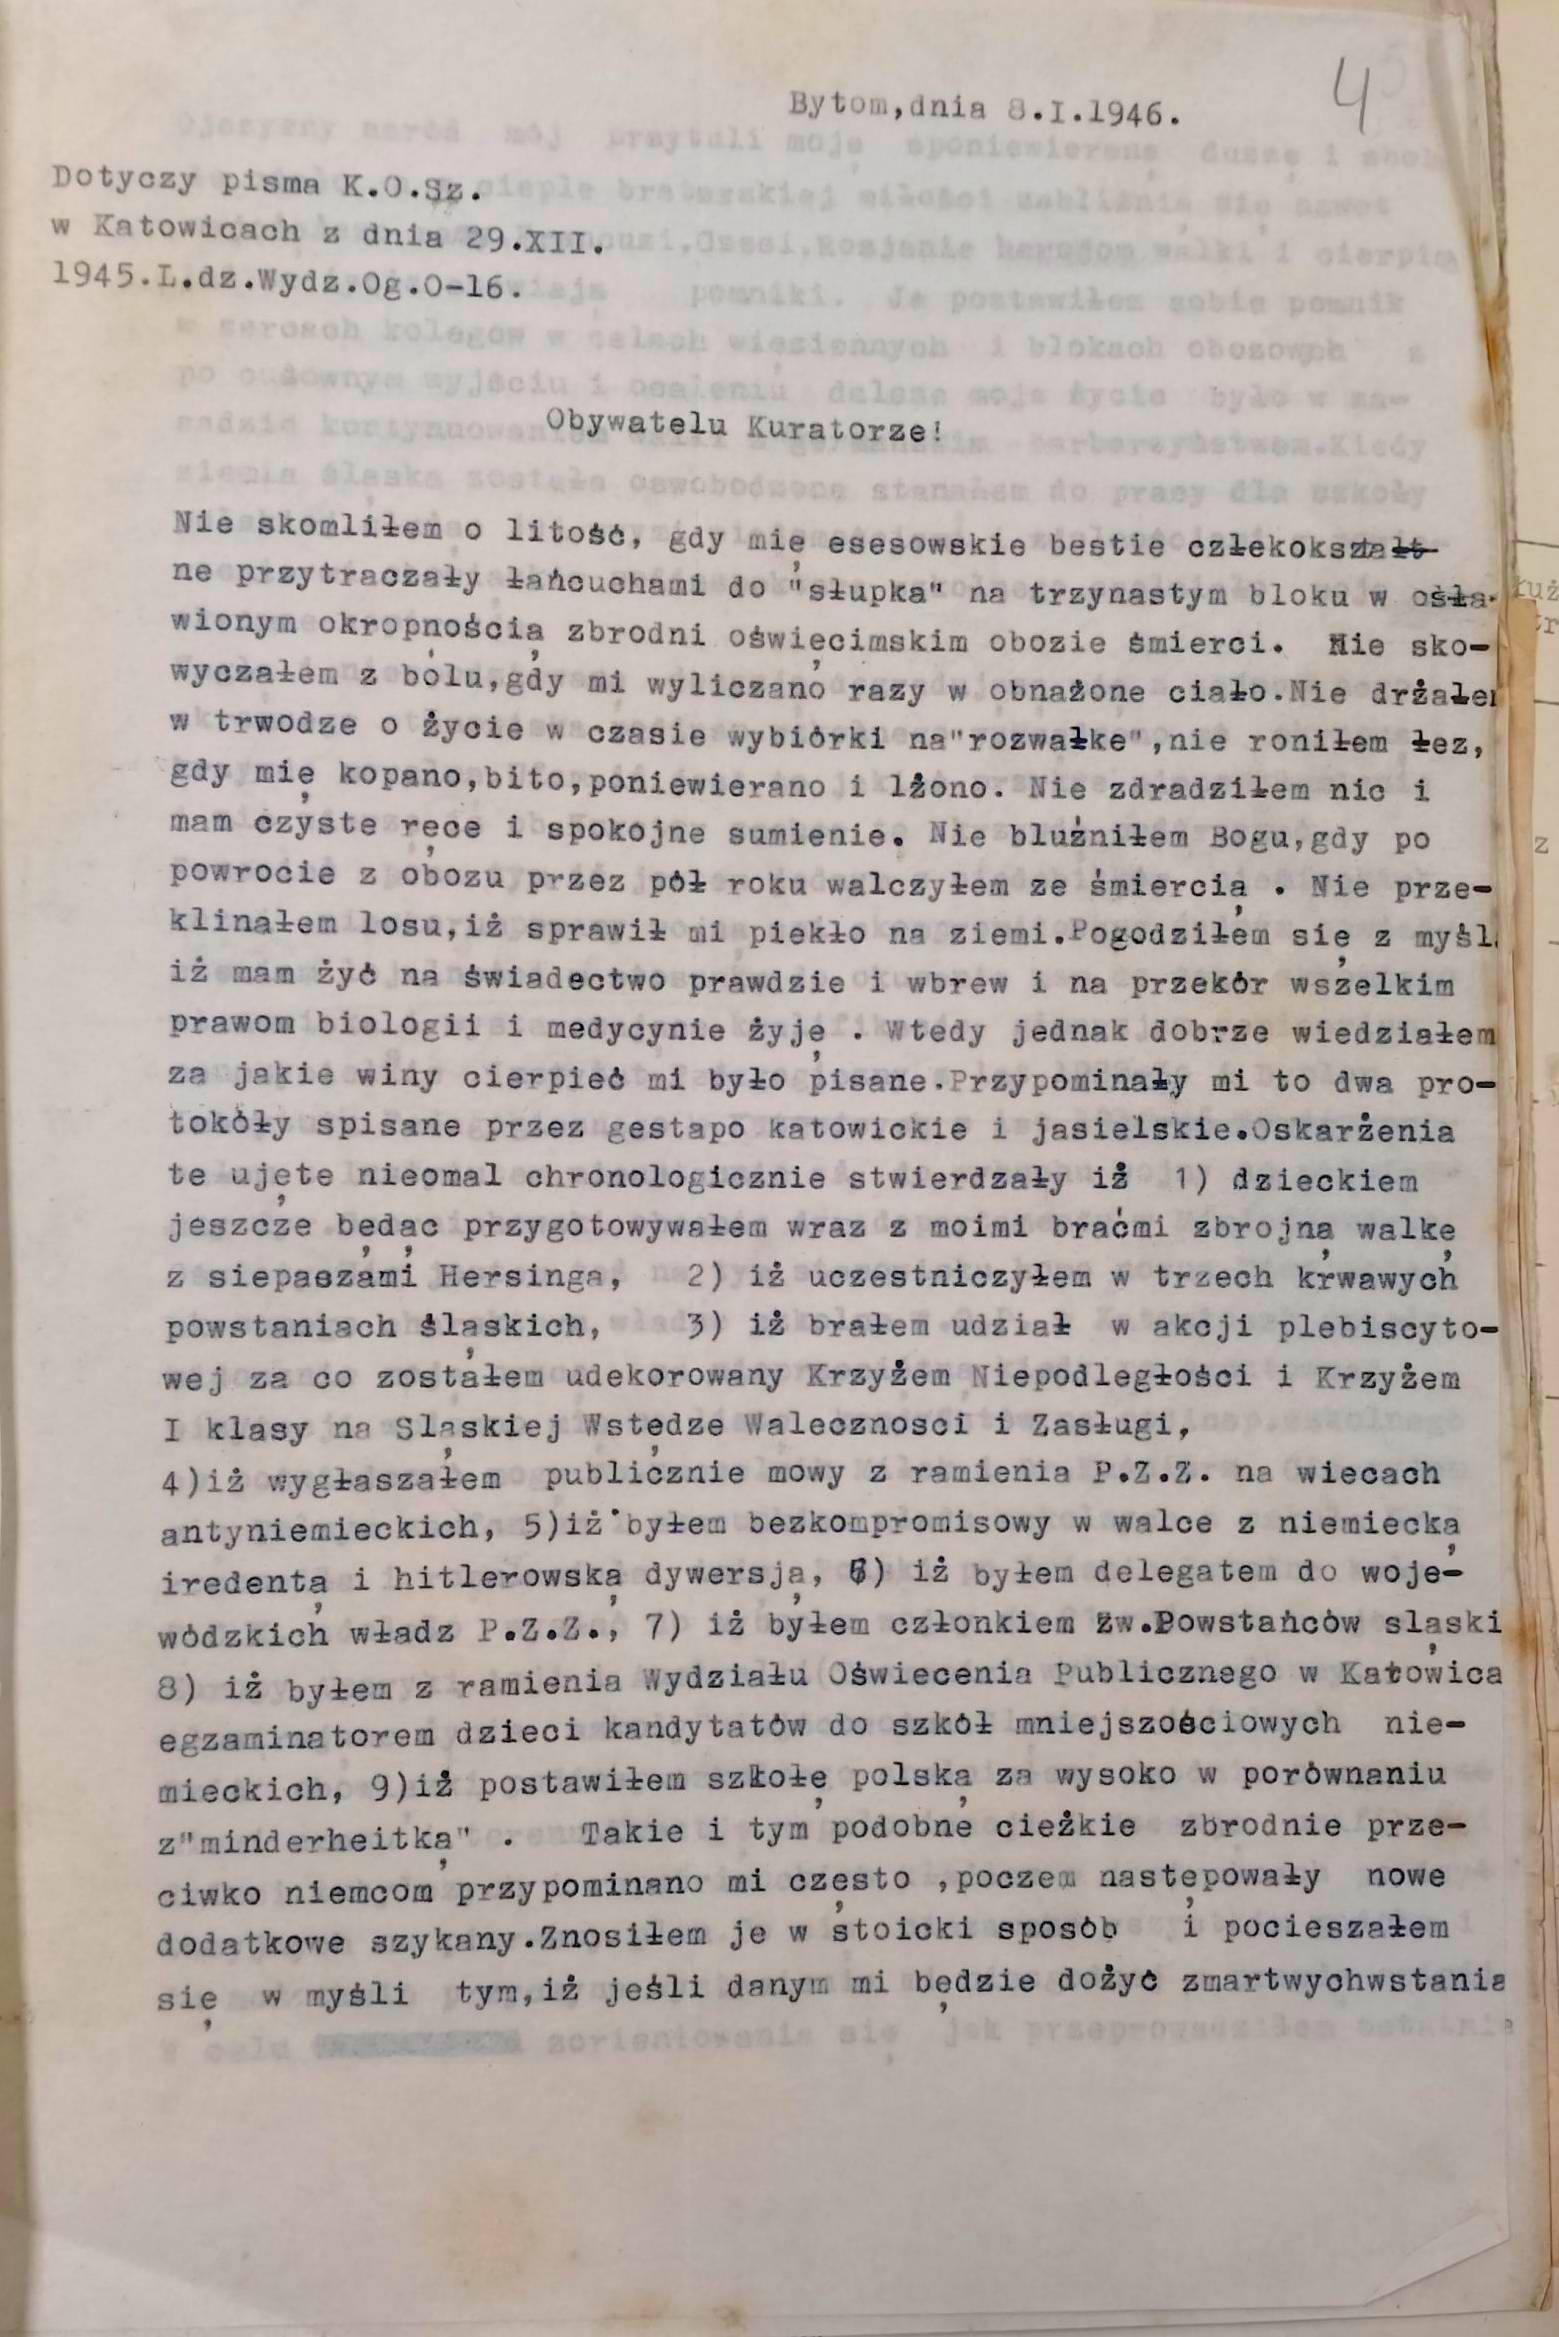 4
Bytom,dnia 8.I.1946.
Dotyczy pisma K.O.Sz.
w Katowicach z dnia 29.XII.
1945.L.dz.Wydz.Og.O-16.
Obywatelu Kuratorze!
Nie skomliłem o litość, gdy mię esesowskie bestie człekokształt
ne przytraczały łańcuchami do "słupka" na trzynastym bloku w osła-
wionym okropnością zbrodni oświęcimskim obozie śmierci. Nie sko-
wyczałem z bólu,gdy mi wyliczano razy w obnażone ciało.Nie drżałem
w trwodze o życie w czasie wybiórki na"rozwałke",nie roniłem łez,
gdy mię kopano,bito,poniewierano i lżono. Nie zdradziłem nic i
mam czyste ręce i spokojne sumienie. Nie bluźniłem Bogu,gdy po
powrocie z obozu przez pół roku walczyłem ze śmiercią . Nie prze-
klinałem losu,iż sprawił mi piekło na ziemi.Pogodziłem się z myśl
iż mam żyć na świadectwo prawdzie i wbrew i na przekór wszelkim
prawom biologii i medycynie żyję . Wtedy jednak dobrze wiedziałem
za jakie winy cierpieć mi było pisane.Przypominały mi to dwa pro-
tokóły spisane przez gestapo katowickie i jasielskie.Oskarżenia
te ujęte nieomal chronologicznie stwierdzały iż 1) dzieckiem
jeszcze będąc przygotowywałem wraz z moimi braćmi zbrojną walkę
z siepaczami Hersinga, 2) iż uczestniczyłem w trzech krwawych
powstaniach śląskich, 3) iż brałem udział w akcji plebiscyto-
wej za co zostałem udekorowany Krzyżem Niepodległości i Krzyżem
I klasy na Sląskiej Wstędze Walecznosci i Zasługi,
4)iż wygłaszałem publicznie mowy z ramienia P.Z.Z. na wiecach
antyniemieckich, 5)iż byłem bezkompromisowy w walce z niemiecką
iredentą i hitlerowską dywersją, 6) iż byłem delegatem do woje-
wódzkich władz P.Z.Z., 7) iż byłem członkiem Zw.Powstańców sląski
8) iż byłem z ramienia Wydziału Oświecenia Publicznego w Katowica
egzaminatorem dzieci kandytatów do szkół mniejszościowych nie-
mieckich, 9)iż postawiłem szkołę polską za wysoko w porównaniu
z"minderheitką" . Takie i tym podobne cieżkie zbrodnie prze-
ciwko niemcom przypominano mi często ,poczem następowały nowe
dodatkowe szykany.Znosiłem je w stoicki sposób i pocieszałem
się w myśli tym,iż jeśli danym mi będzie dożyć zmartwychwstania